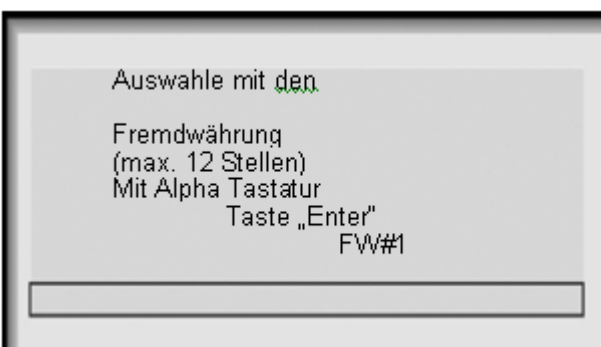 Auswahle mit den
Fremdwährung
(max. 12 Stellen)
Mit Alpha Tastatur
Taste „Enter”
FW#1